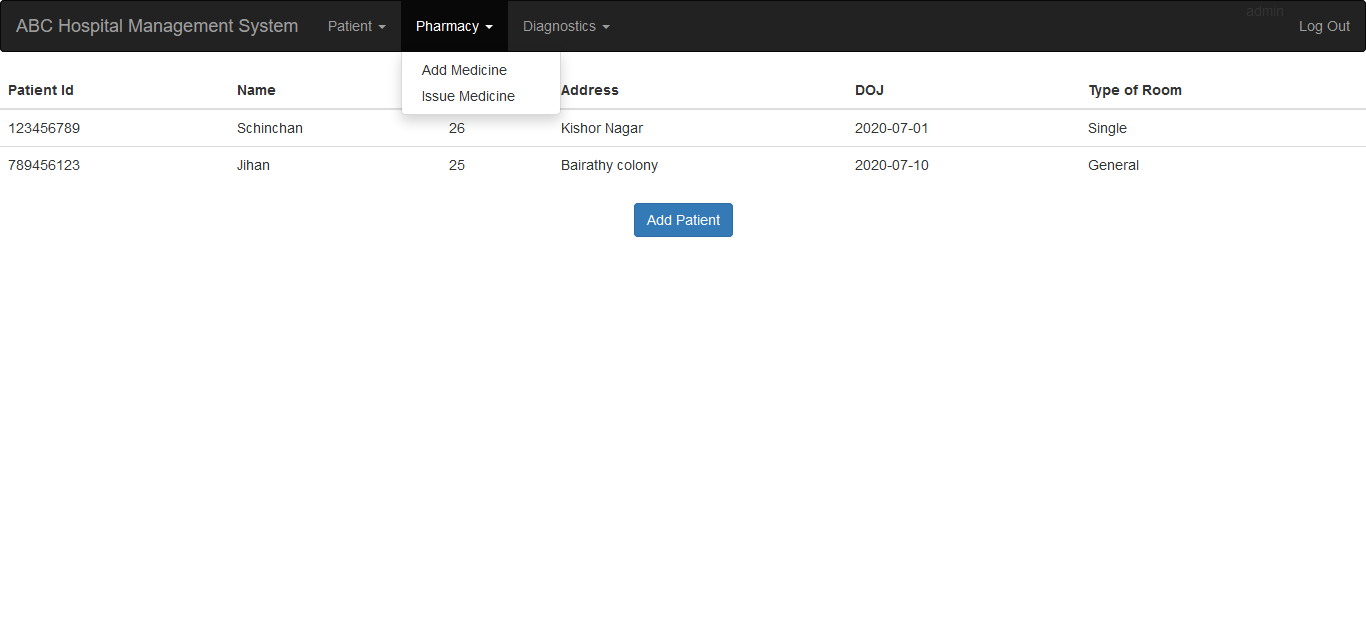 ABC Hospital Management System Patient Pharmacy Diagnostics admin Log Out
Add Medicine
Issue Medicine
Patient Id Name Address DOJ Type of Room
123456789 Schinchan 26 Kishor Nagar 2020-07-01 Single
789456123 Jihan 25 Bairathy colony 2020-07-10 General
Add Patient